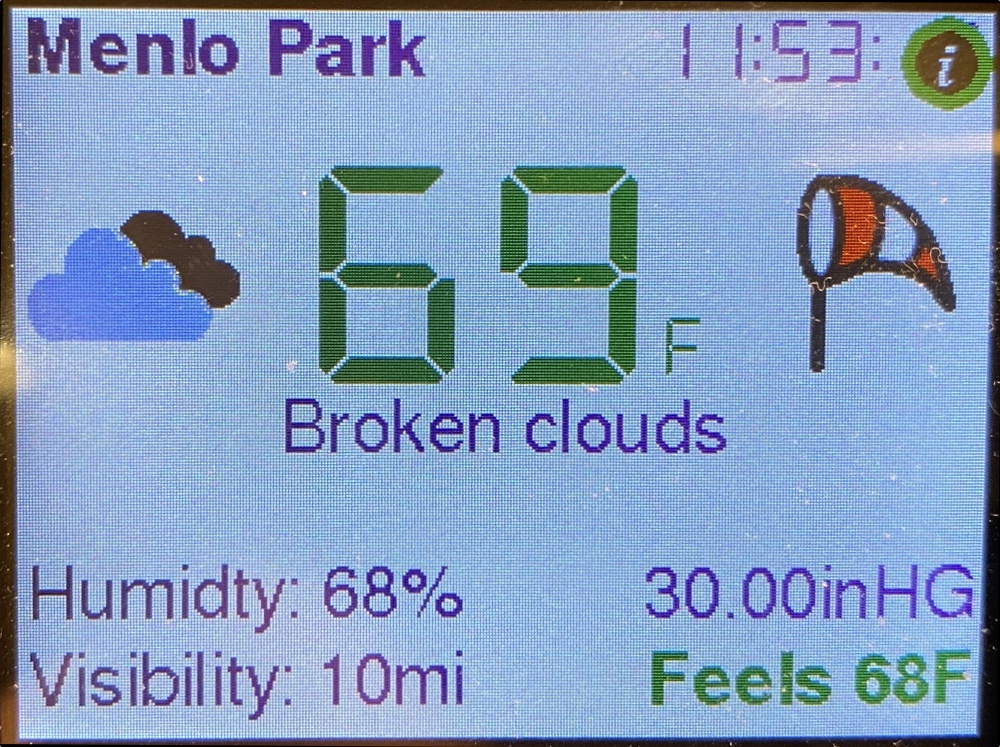 Menlo Park 11:53: i
69 F
Broken clouds
Humidty: 68% 30.00inHG
Visibility: 10mi Feels 68F